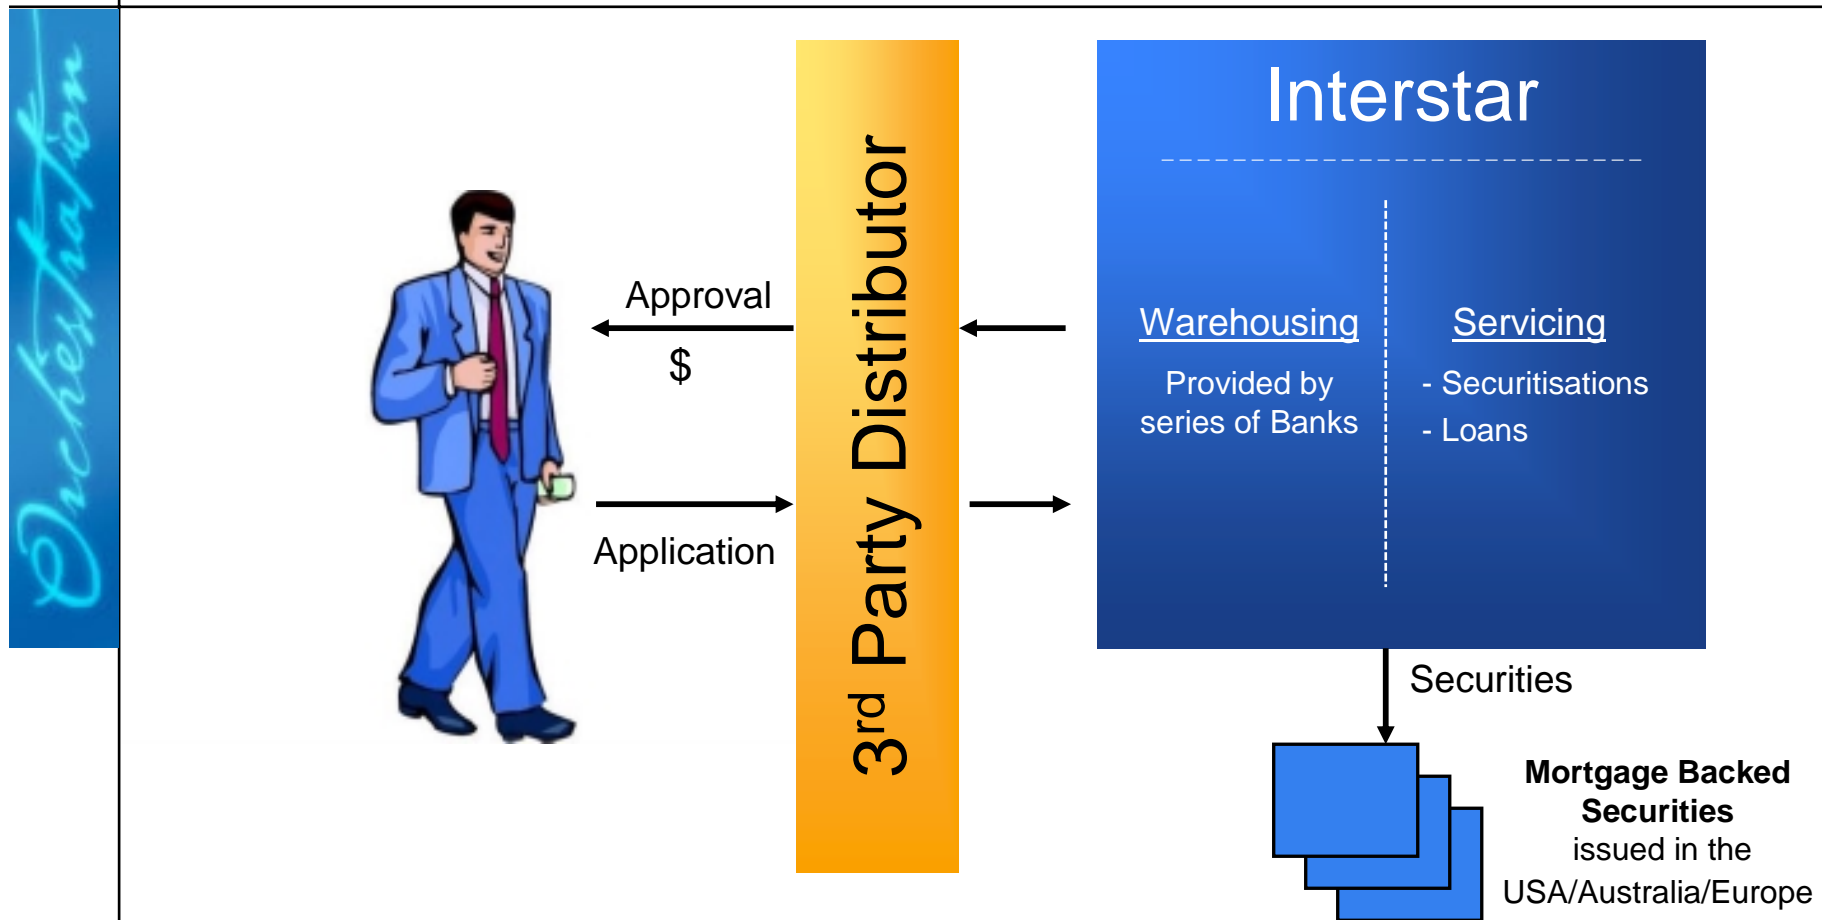 Orchestration
Interstar
3rd Party Distributor
Approval
$
Application
Warehousing
Provided by
series of Banks
Servicing
- Securitisations
- Loans
Securities
Mortgage Backed
Securities
issued in the
USA/Australia/Europe